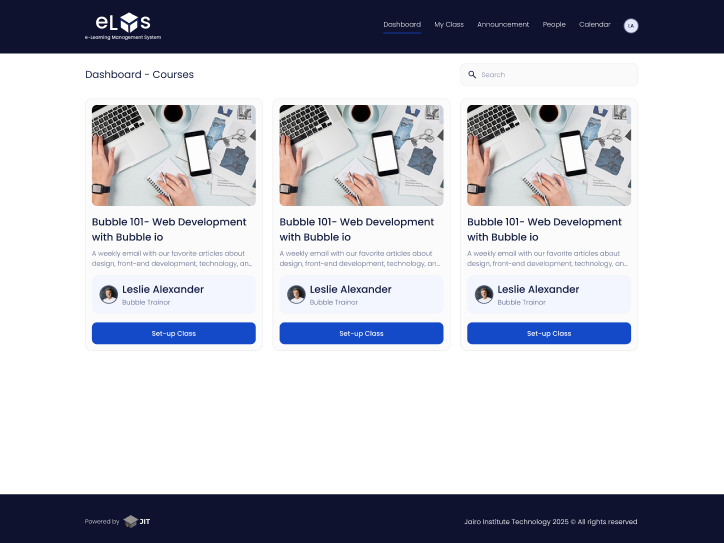 eLMs
e-Learning Management System
Dashboard My Class Announcement People Calendar LA
Dashboard - Courses
Search
Bubble 101- Web Development
with Bubble io
A weekly email with our favorite articles about
design, front-end development, technology, an...
Leslie Alexander
Bubble Trainor
Set-up Class
Bubble 101- Web Development
with Bubble io
A weekly email with our favorite articles about
design, front-end development, technology, an...
Leslie Alexander
Bubble Trainor
Set-up Class
Bubble 101- Web Development
with Bubble io
A weekly email with our favorite articles about
design, front-end development, technology, an...
Leslie Alexander
Bubble Trainor
Set-up Class
Powered by JIT
Jairo Institute Technology 2025 © All rights reserved